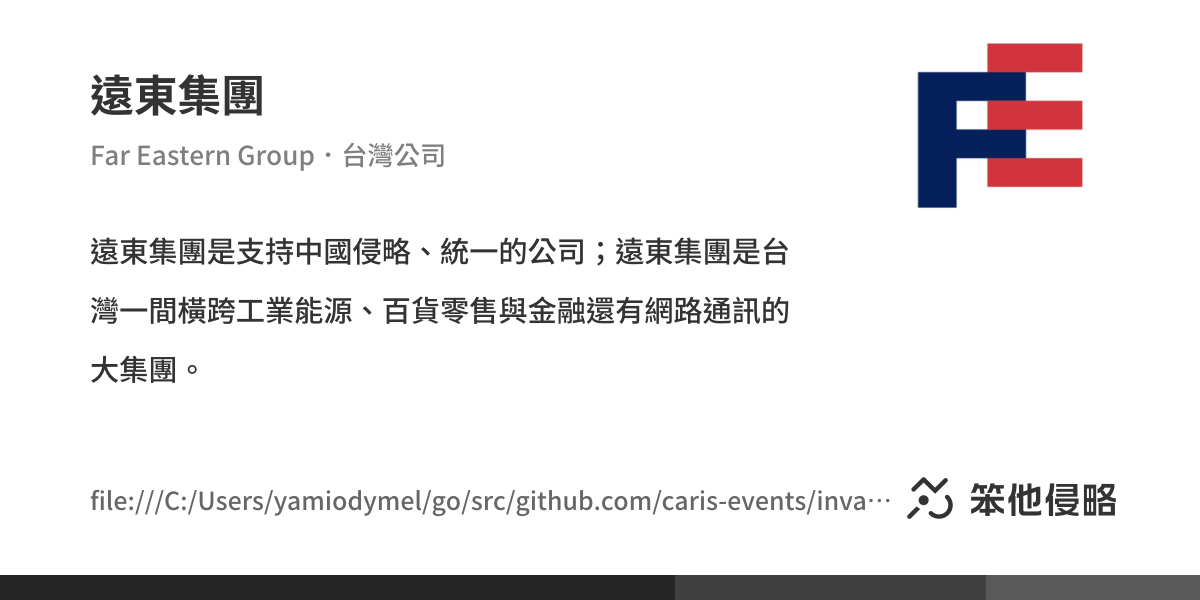 遠東集團
Far Eastern Group · 台灣公司
遠東集團是支持中國侵略、統一的公司；遠東集團是台
灣一間橫跨工業能源、百貨零售與金融還有網路通訊的
大集團。
file:///C:/Users/yamiodymel/go/src/github.com/caris-events/inva…
笨他侵略
FE